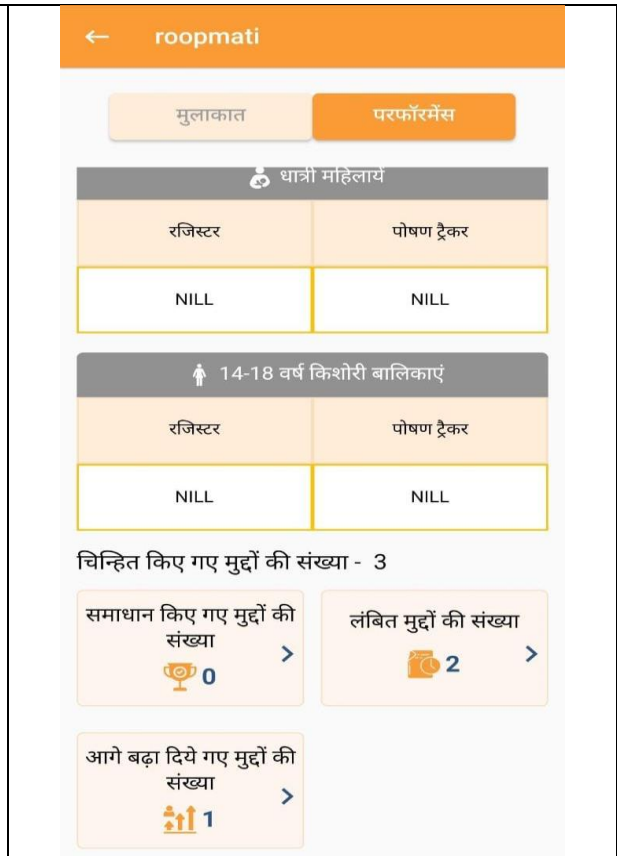 roopmati
मुलाकात परफॉरमेंस
धात्री महिलायें
रजिस्टर पोषण ट्रैकर
NILL NILL
14-18 वर्ष किशोरी बालिकाएं
रजिस्टर पोषण ट्रैकर
NILL NILL
चिन्हित किए गए मुद्दों की संख्या - 3
समाधान किए गए मुद्दों की
संख्या
0
लंबित मुद्दों की संख्या
2
आगे बढ़ा दिये गए मुद्दों की
संख्या
1